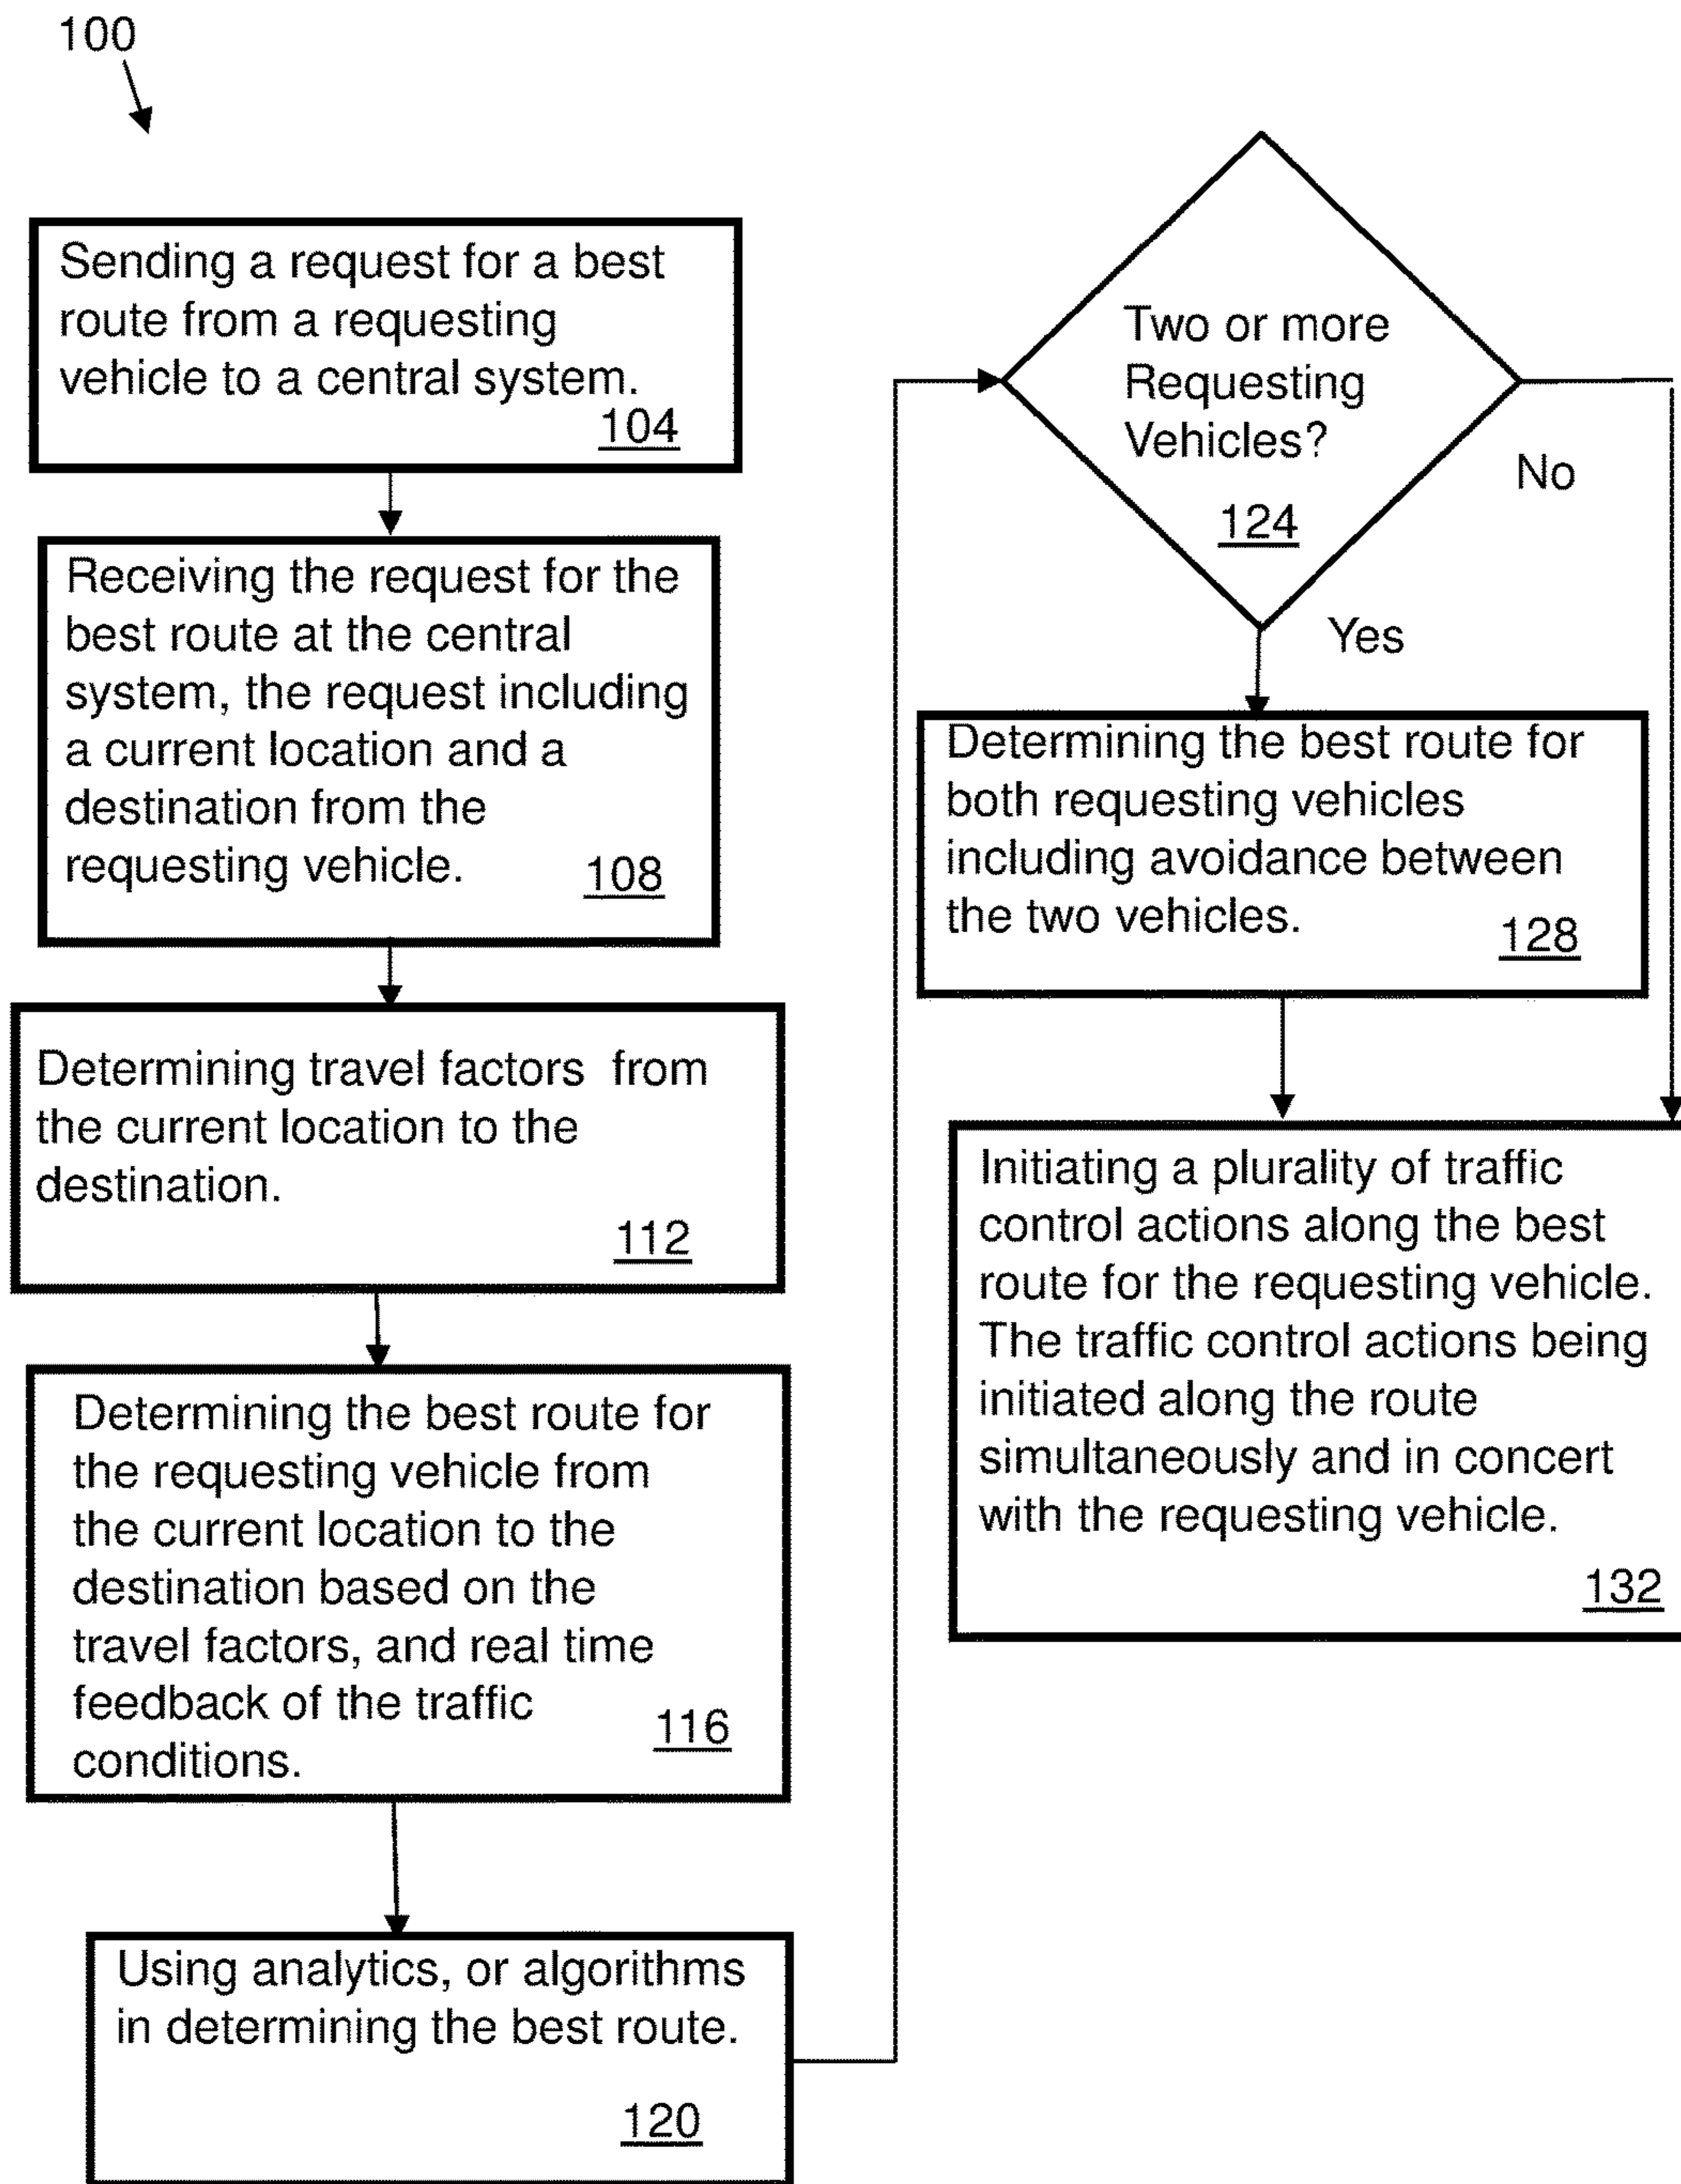 100
Sending a request for a best
route from a requesting
vehicle to a central system.
104
Receiving the request for the
best route at the central
system, the request including
a current location and a
destination from the
requesting vehicle.
108
Determining travel factors from
the current location to the
destination.
112
Determining the best route for
the requesting vehicle from
the current location to the
destination based on the
travel factors, and real time
feedback of the traffic
conditions.
116
Using analytics, or algorithms
in determining the best route.
120
Two or more
Requesting
Vehicles?
124
No
Yes
Determining the best route for
both requesting vehicles
including avoidance between
the two vehicles.
128
Initiating a plurality of traffic
control actions along the best
route for the requesting vehicle.
The traffic control actions being
initiated along the route
simultaneously and in concert
with the requesting vehicle.
132